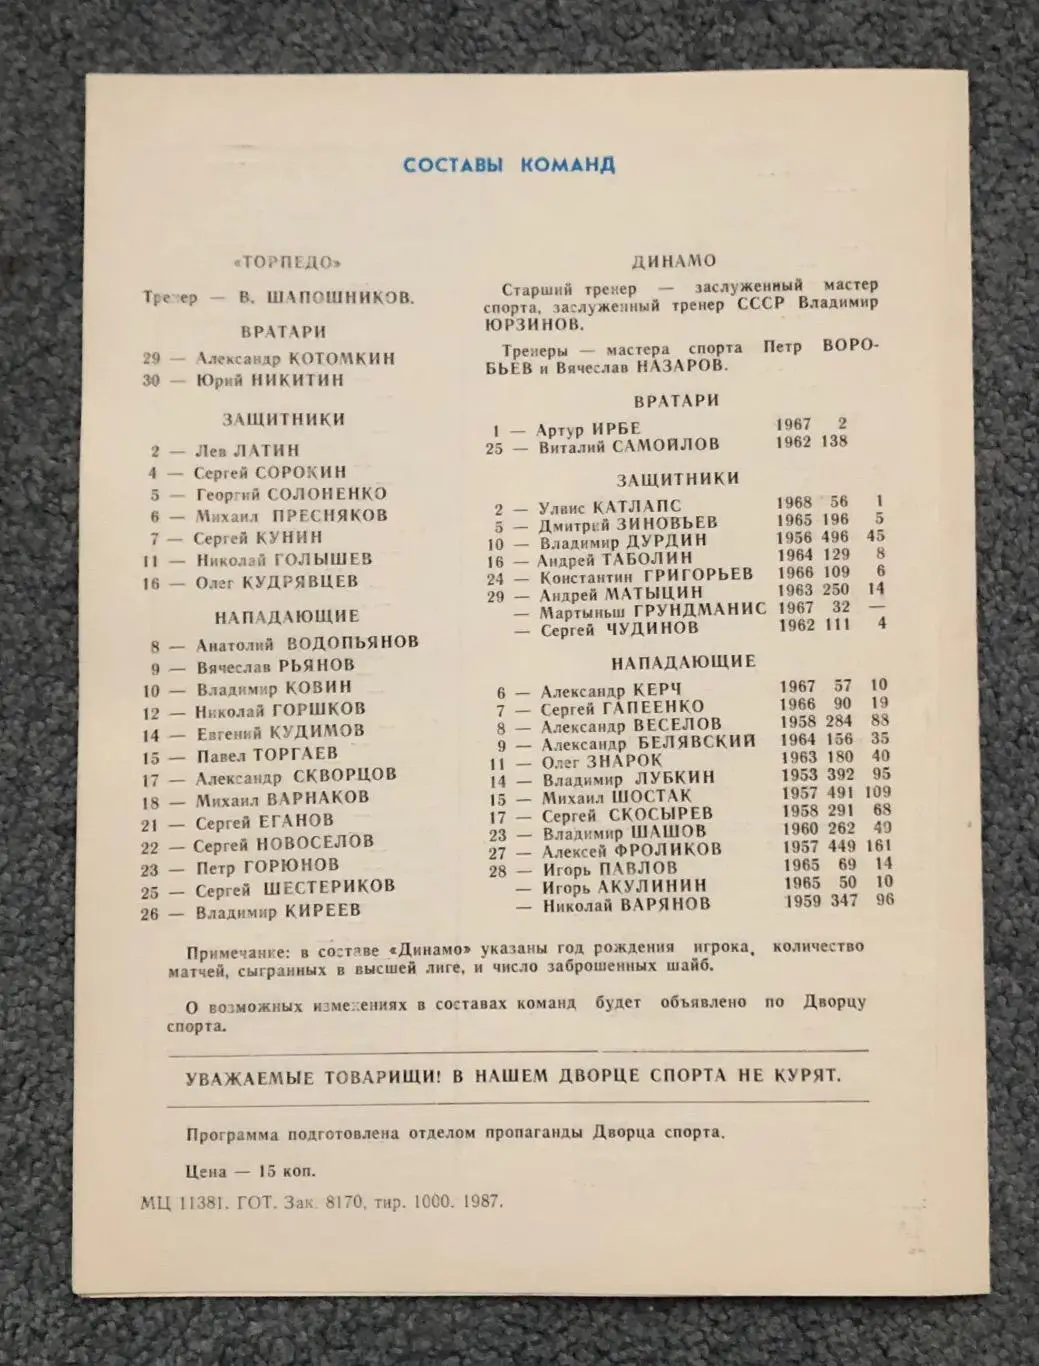 СОСТАВЫ КОМАНД
«ТОРПЕДО»
Тренер — В. ШАПОШНИКОВ.
ВРАТАРИ
29 — Александр КОТОМКИН
30 — Юрий НИКИТИН
ЗАЩИТНИКИ
2 — Лев ЛАТИН
4 — Сергей СОРОКИН
5 — Георгий СОЛОНЕНКО
6 — Михаил ПРЕСНЯКОВ
7 — Сергей КУНИН
11 — Николай ГОЛЫШЕВ
16 — Олег КУДРЯВЦЕВ
НАПАДАЮЩИЕ
8 — Анатолий ВОДОПЬЯНОВ
9 — Вячеслав РЬЯНОВ
10 — Владимир КОВИН
12 — Николай ГОРШКОВ
14 — Евгений КУДИМОВ
15 — Павел ТОРГАЕВ
17 — Александр СКВОРЦОВ
18 — Михаил ВАРНАКОВ
21 — Сергей ЕГАНОВ
22 — Сергей НОВОСЕЛОВ
23 — Петр ГОРЮНОВ
25 — Сергей ШЕСТЕРИКОВ
26 — Владимир КИРЕЕВ
ДИНАМО
Старший тренер — заслуженный мастер
спорта, заслуженный тренер СССР Владимир
ЮРЗИНОВ.
Тренеры — мастера спорта Петр ВОРО-
БЬЕВ и Вячеслав НАЗАРОВ.
ВРАТАРИ
1 — Артур ИРБЕ 1967 2
25 — Виталий САМОЙЛОВ 1962 138
ЗАЩИТНИКИ
2 — Улвис КАТЛАПС 1968 56 1
5 — Дмитрей ЗИНОВЬЕВ 1965 196 5
10 — Владимир ДУРДИН 1956 496 45
16 — Андрей ТАБОЛИН 1964 129 8
24 — Константин ГРИГОРЬЕВ 1966 109 6
29 — Андрей МАТЫЦИН 1963 250 14
— Мартыньш ГРУНДМАНИС 1967 32 —
— Сергей ЧУДИНОВ 1962 111 4
НАПАДАЮЩИЕ
6 — Александр КЕРЧ 1967 57 10
7 — Сергей ГАПЕЕНКО 1966 90 19
8 — Александр ВЕСЕЛОВ 1958 284 88
9 — Александр БЕЛЯВСКИЙ 1964 156 35
11 — Олег ЗНАРОК 1963 180 40
14 — Владимир ЛУБКИН 1953 392 95
15 — Михаил ШОСТАК 1957 491 109
17 — Сергей СКОСЫРЕВ 1958 291 68
23 — Владимир ШАШОВ 1960 262 49
27 — Алексей ФРОЛИКОВ 1957 449 161
28 — Игорь ПАВЛОВ 1965 69 14
— Игорь АКУЛИНИН 1965 50 10
— Николай ВАРЯНОВ 1959 347 96
Примечание: в составе «Динамо» указаны год рождения игрока, количество
матчей, сыгранных в высшей лиге, и число заброшенных шайб.
О возможных изменениях в составах команд будет объявлено по Дворцу
спорта.
УВАЖАЕМЫЕ ТОВАРИЩИ! В НАШЕМ ДВОРЦЕ СПОРТА НЕ КУРЯТ.
Программа подготовлена отделом пропаганды Дворца спорта.
Цена — 15 коп.
МЦ 11381. ГОТ. Зак. 8170, тир. 1000. 1987.